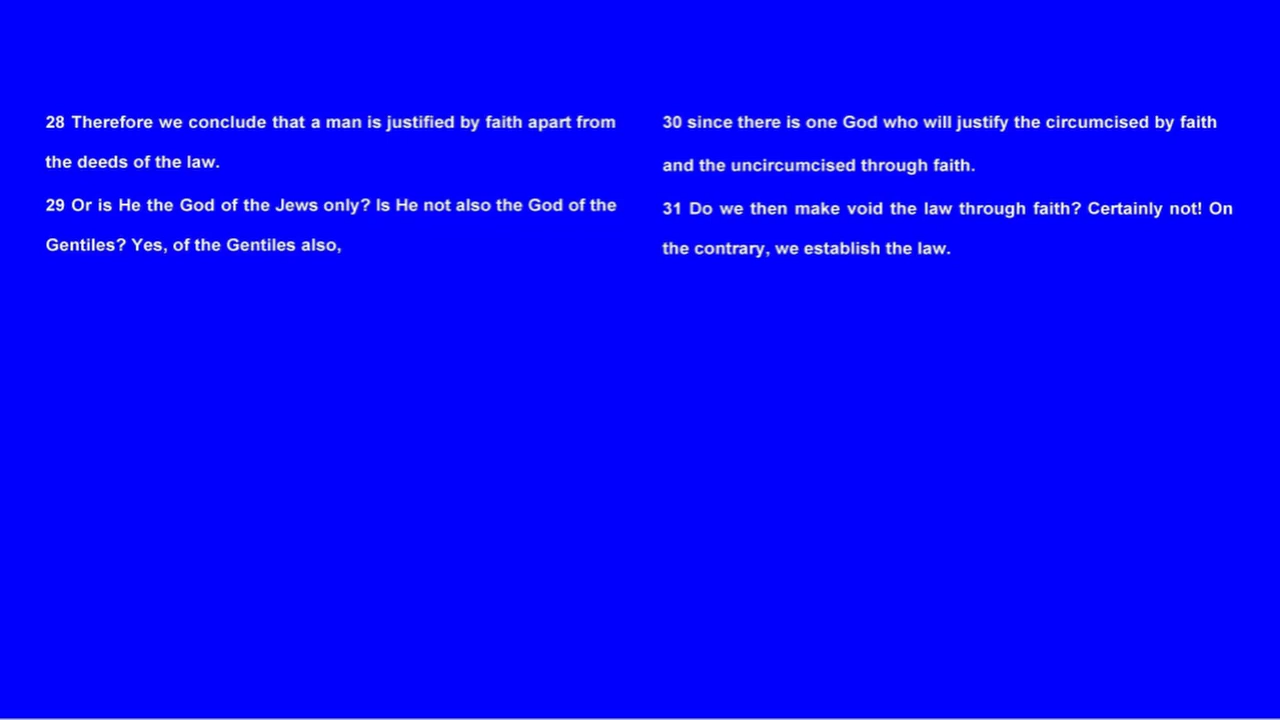 28 Therefore we conclude that a man is justified by faith apart from
the deeds of the law.
29 Or is He the God of the Jews only? Is He not also the God of the
Gentiles? Yes, of the Gentiles also,
30 since there is one God who will justify the circumcised by faith
and the uncircumcised through faith.
31 Do we then make void the law through faith? Certainly not! On
the contrary, we establish the law.